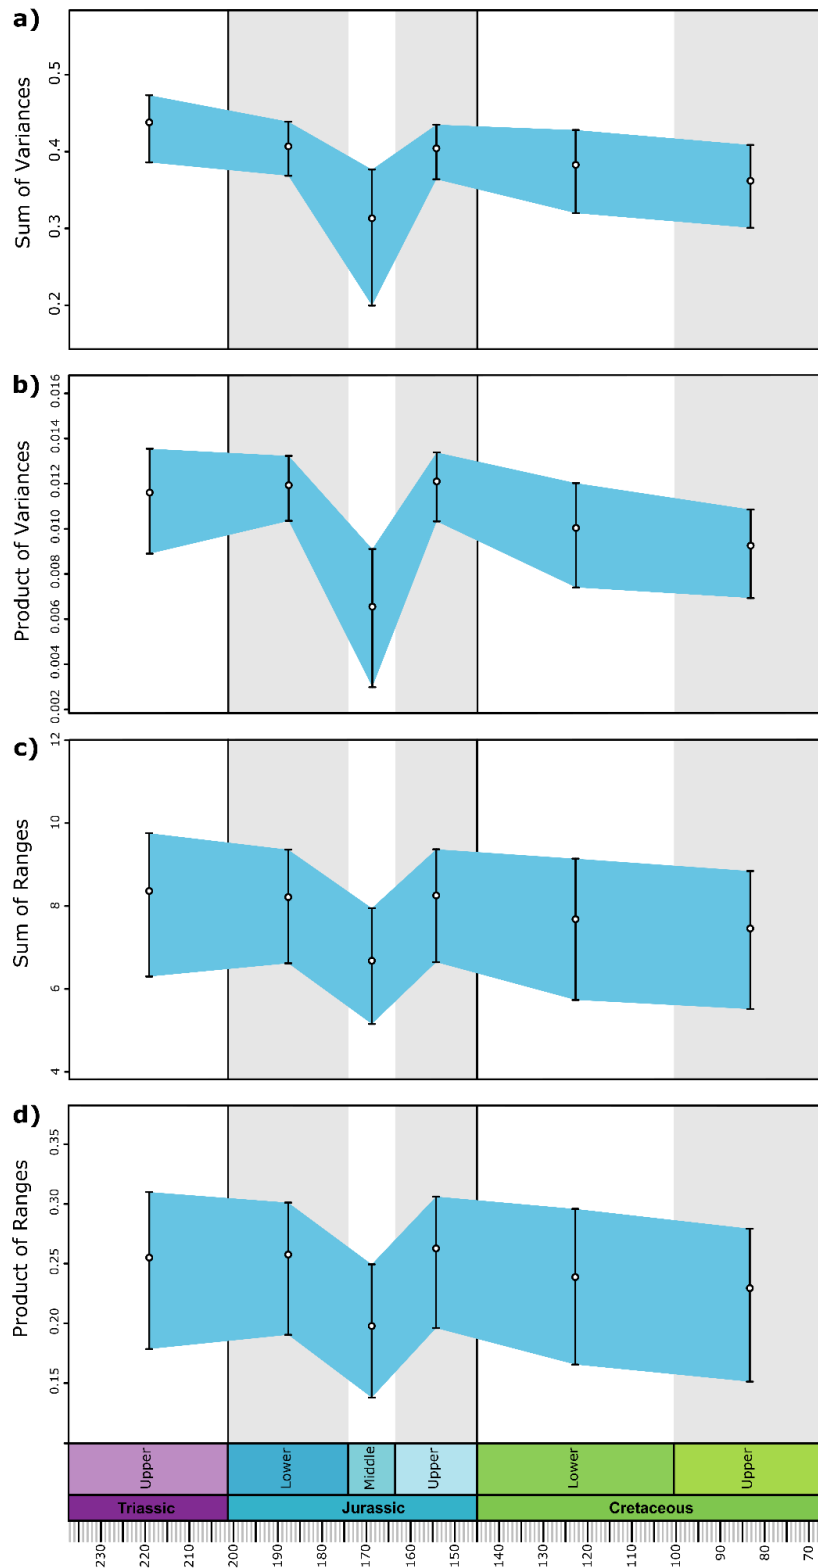 a)
Sum of Variances
0.5
0.4
0.3
0.2
b)
Product of Variances
0.016
0.014
0.012
0.010
0.008
0.006
0.004
0.002
c)
Sum of Ranges
12
10
8
6
4
d)
Product of Ranges
0.35
0.30
0.25
0.20
0.15
Upper Lower Middle Upper Lower Upper
Triassic Jurassic Cretaceous
230 220 210 200 190 180 170 160 150 140 130 120 110 100 90 80 70